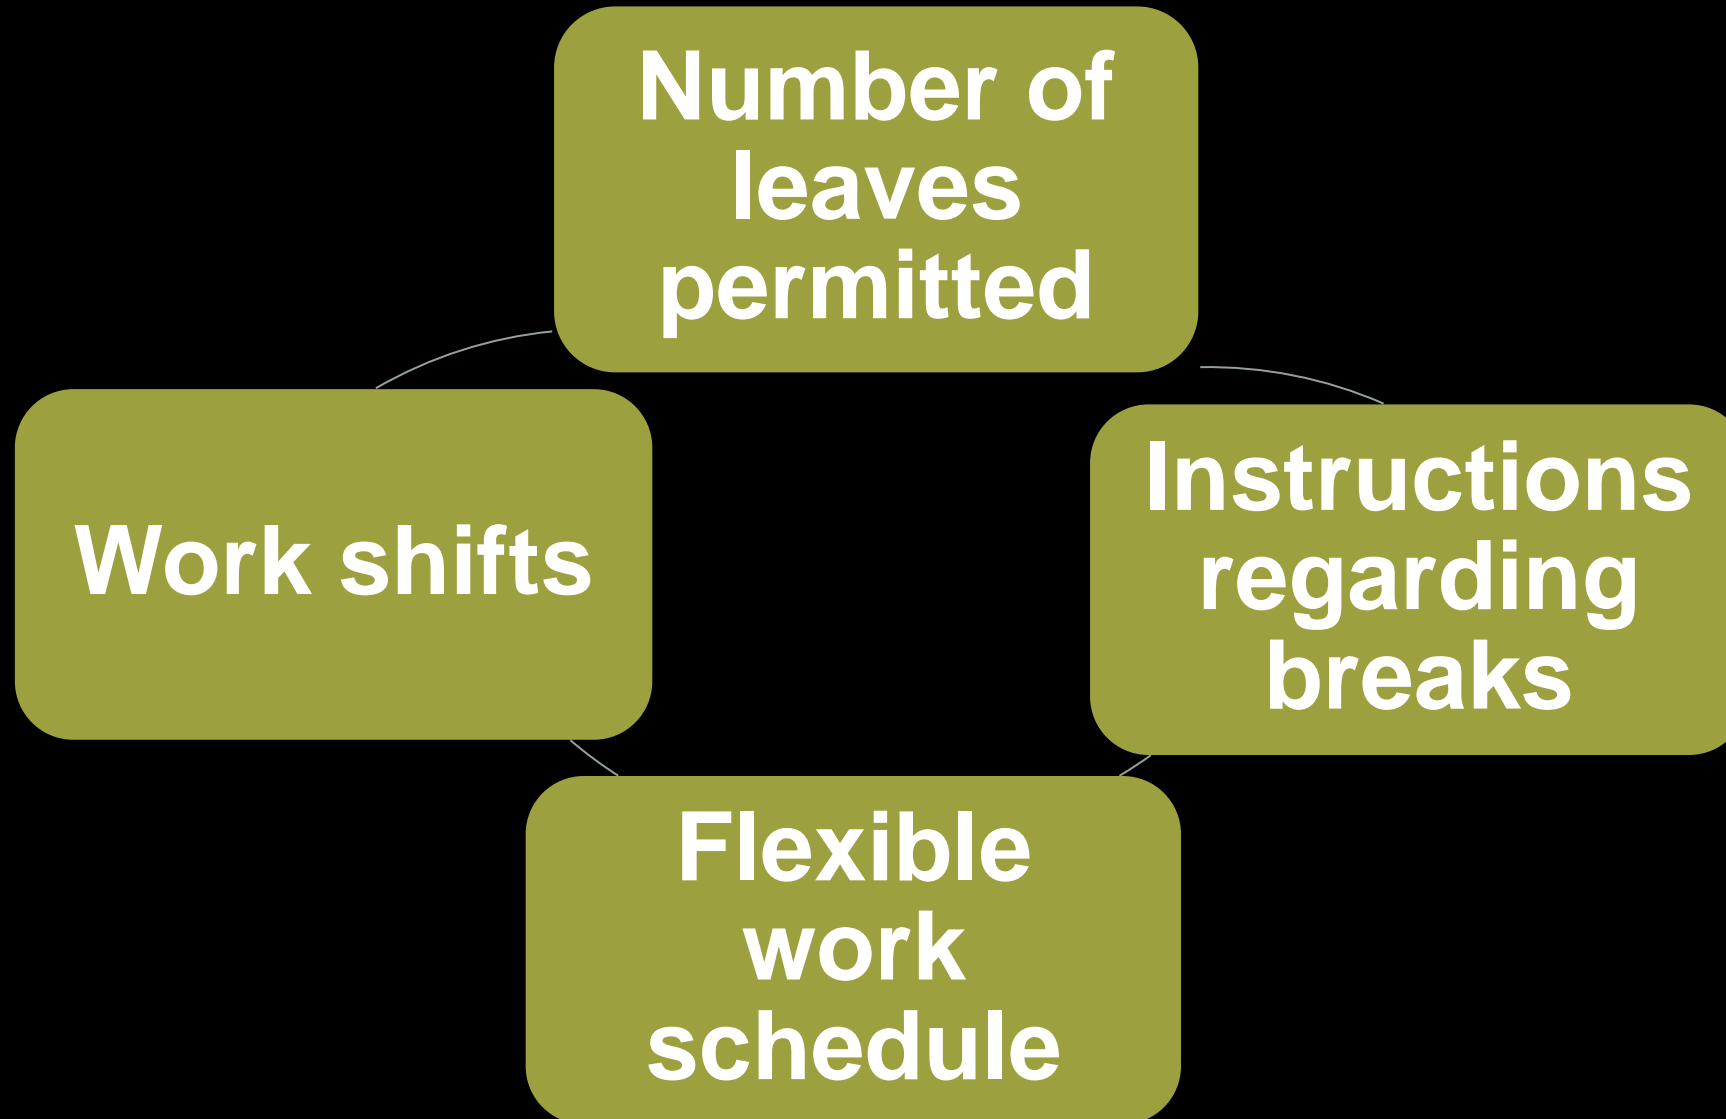 Number of
leaves
permitted
Instructions
regarding
breaks
Flexible
work
schedule
Work shifts